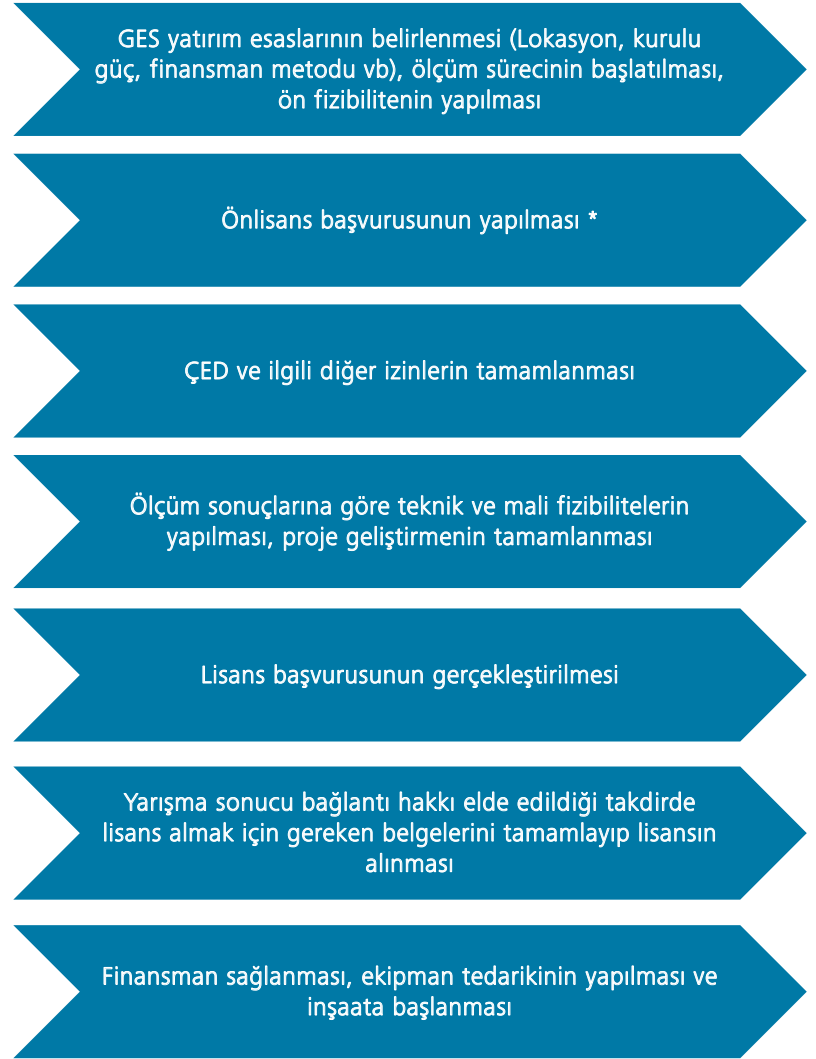 GES yatırım esaslarının belirlenmesi (Lokasyon, kurulu
güç, finansman metodu vb), ölçüm sürecinin başlatılması,
ön fizibilitenin yapılması
Önlisans başvurusunun yapılması *
ÇED ve ilgili diğer izinlerin tamamlanması
Ölçüm sonuçlarına göre teknik ve mali fizibilitelerin
yapılması, proje geliştirmenin tamamlanması
Lisans başvurusunun gerçekleştirilmesi
Yarışma sonucu bağlantı hakkı elde edildiği takdirde
lisans almak için gereken belgelerini tamamlayıp lisansın
alınması
Finansman sağlanması, ekipman tedarikinin yapılması ve
inşaata başlanması